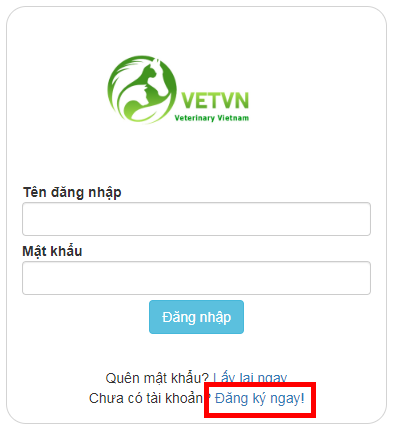 VETVN
Veterinary Vietnam
Tên đăng nhập
Mật khẩu
Đăng nhập
Quên mật khẩu? Lấy lại ngay
Chưa có tài khoản? Đăng ký ngay!